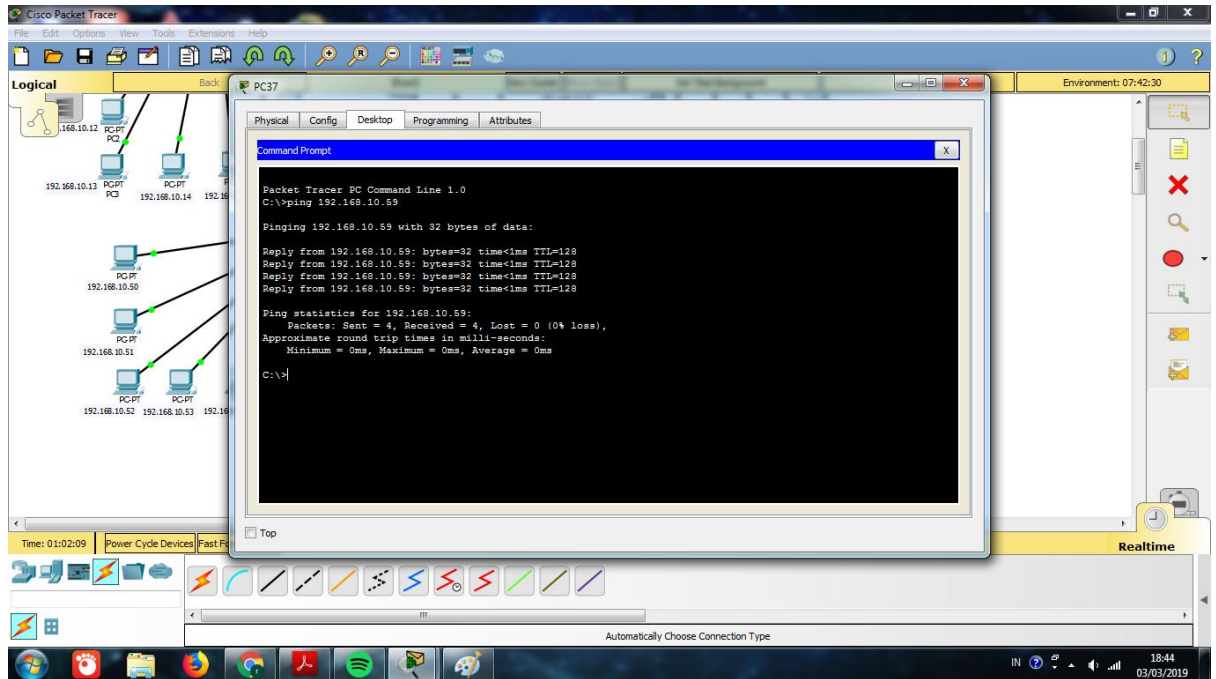 Cisco Packet Tracer
File Edit Options View Tools Extensions Help
Logical
Back
Environment: 07:42:30
PC37
Physical Config Desktop Programming Attributes
Command Prompt
X
Packet Tracer PC Command Line 1.0
C:\>ping 192.168.10.59
Pinging 192.168.10.59 with 32 bytes of data:
Reply from 192.168.10.59: bytes=32 time<1ms TTL=128
Reply from 192.168.10.59: bytes=32 time<1ms TTL=128
Reply from 192.168.10.59: bytes=32 time<1ms TTL=128
Reply from 192.168.10.59: bytes=32 time<1ms TTL=128
Ping statistics for 192.168.10.59:
Packets: Sent = 4, Received = 4, Lost = 0 (0% loss),
Approximate round trip times in milli-seconds:
Minimum = 0ms, Maximum = 0ms, Average = 0ms
C:\>
Top
.168.10.12 PC-PT
PC2
192.168.10.13 PC-PT
PC3
PC-PT
192.168.10.14 192.16
PC-PT
192.168.10.50
PC-PT
192.168.10.51
PC-PT PC-PT
192.168.10.52 192.168.10.53 192.16
Time: 01:02:09 Power Cycle Devices Fast F
Realtime
Automatically Choose Connection Type
IN
18:44
03/03/2019